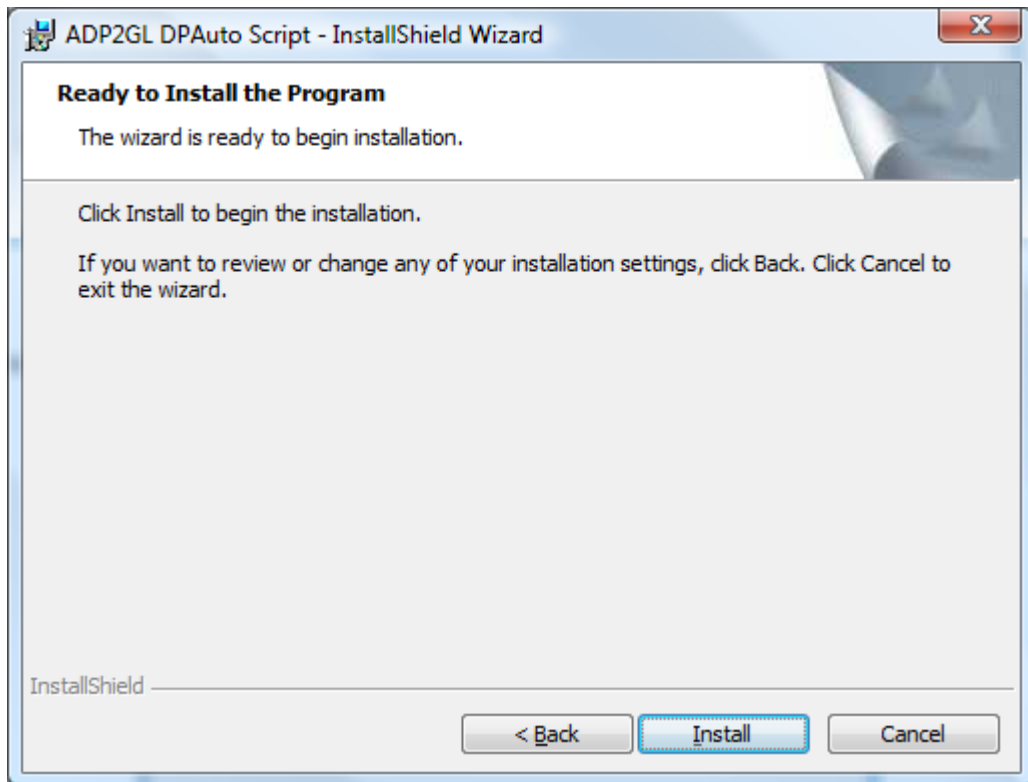 ADP2GL DPAuto Script - InstallShield Wizard
Ready to Install the Program
The wizard is ready to begin installation.
Click Install to begin the installation.
If you want to review or change any of your installation settings, click Back. Click Cancel to
exit the wizard.
InstallShield
< Back
Install
Cancel